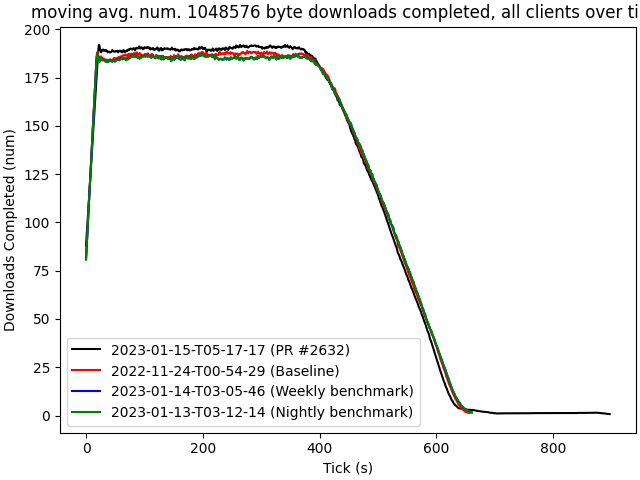 moving avg. num. 1048576 byte downloads completed, all clients over ti
200
175
150
125
100
75
50
25
0
Downloads Completed (num)
2023-01-15-T05-17-17 (PR #2632)
2022-11-24-T00-54-29 (Baseline)
2023-01-14-T03-05-46 (Weekly benchmark)
2023-01-13-T03-12-14 (Nightly benchmark)
0 200 400 600 800
Tick (s)